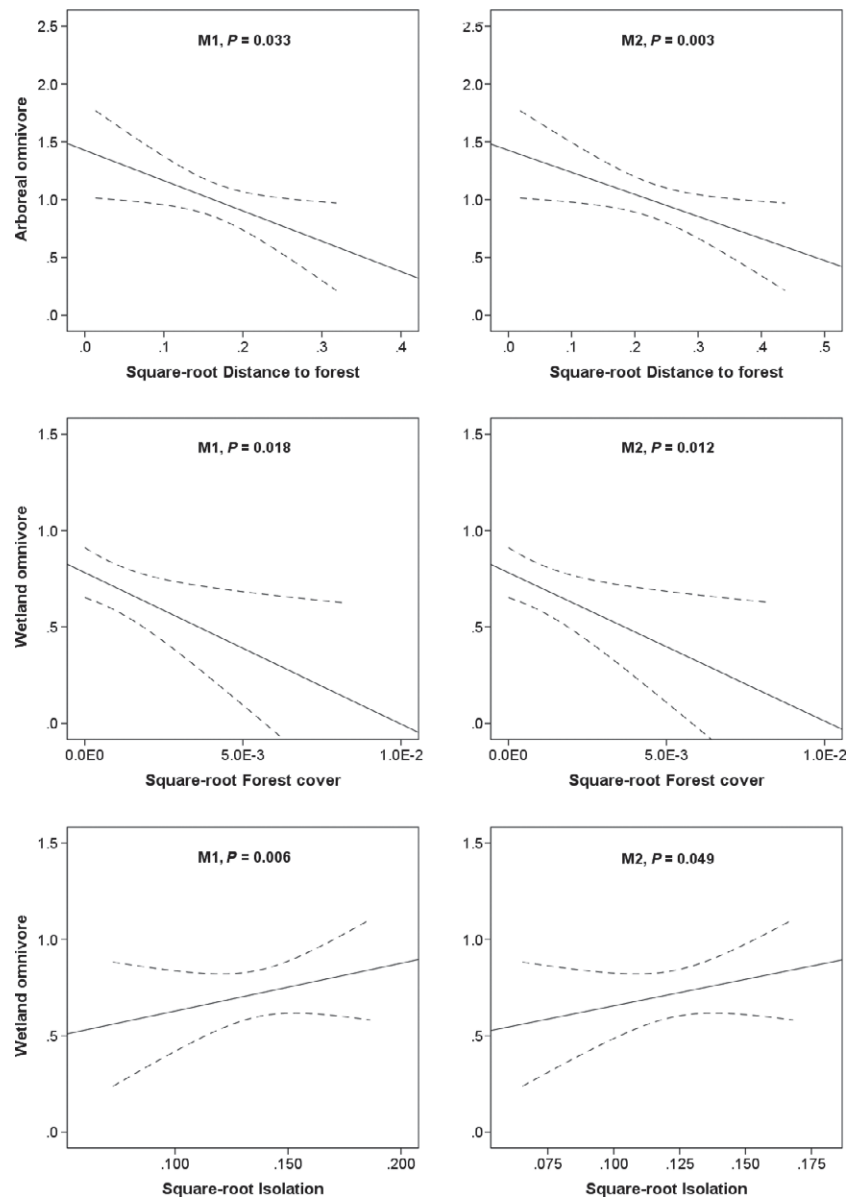 M1, P = 0.033
2.5
2.0
1.5
1.0
.5
.0
Arboreal omnivore
.0 .1 .2 .3 .4
Square-root Distance to forest
M2, P = 0.003
2.5
2.0
1.5
1.0
.5
.0
.0 .1 .2 .3 .4 .5
Square-root Distance to forest
M1, P = 0.018
1.5
1.0
.5
.0
Wetland omnivore
0.0E0 5.0E-3 1.0E-2
Square-root Forest cover
M2, P = 0.012
1.5
1.0
.5
.0
0.0E0 5.0E-3 1.0E-2
Square-root Forest cover
M1, P = 0.006
1.5
1.0
.5
.0
Wetland omnivore
.100 .150 .200
Square-root Isolation
M2, P = 0.049
1.5
1.0
.5
.0
.075 .100 .125 .150 .175
Square-root Isolation